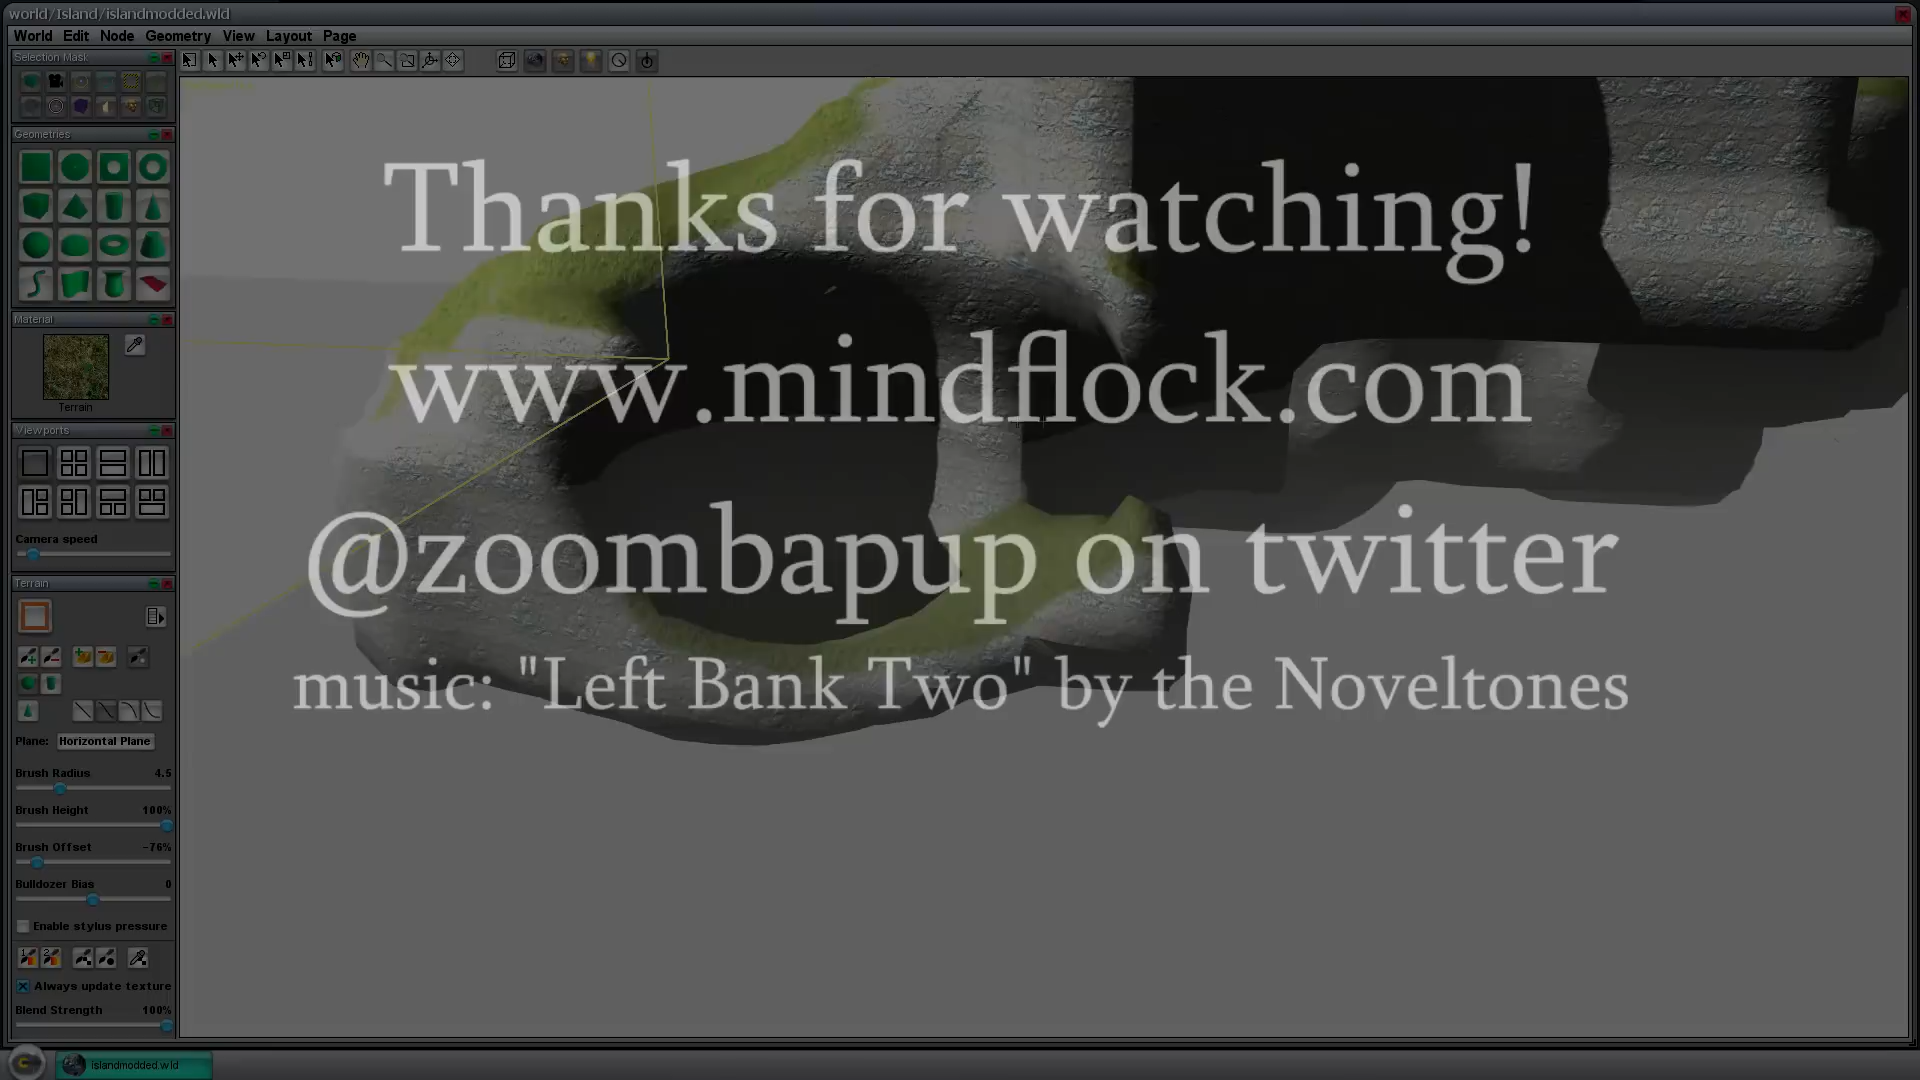 world/Island/islandmodded.wld
World Edit Node Geometry View Layout Page
Selection Mask
Geometries
Material
Terrain
Viewports
Camera speed
Terrain
Plane: Horizontal Plane
Brush Radius 4.5
Brush Height 100%
Brush Offset -76%
Bulldozer Bias 0
Enable stylus pressure
Always update texture
Blend Strength 100%
Thanks for watching!
www.mindflock.com
@zoombapup on twitter
music: "Left Bank Two" by the Noveltones
islandmodded.wld